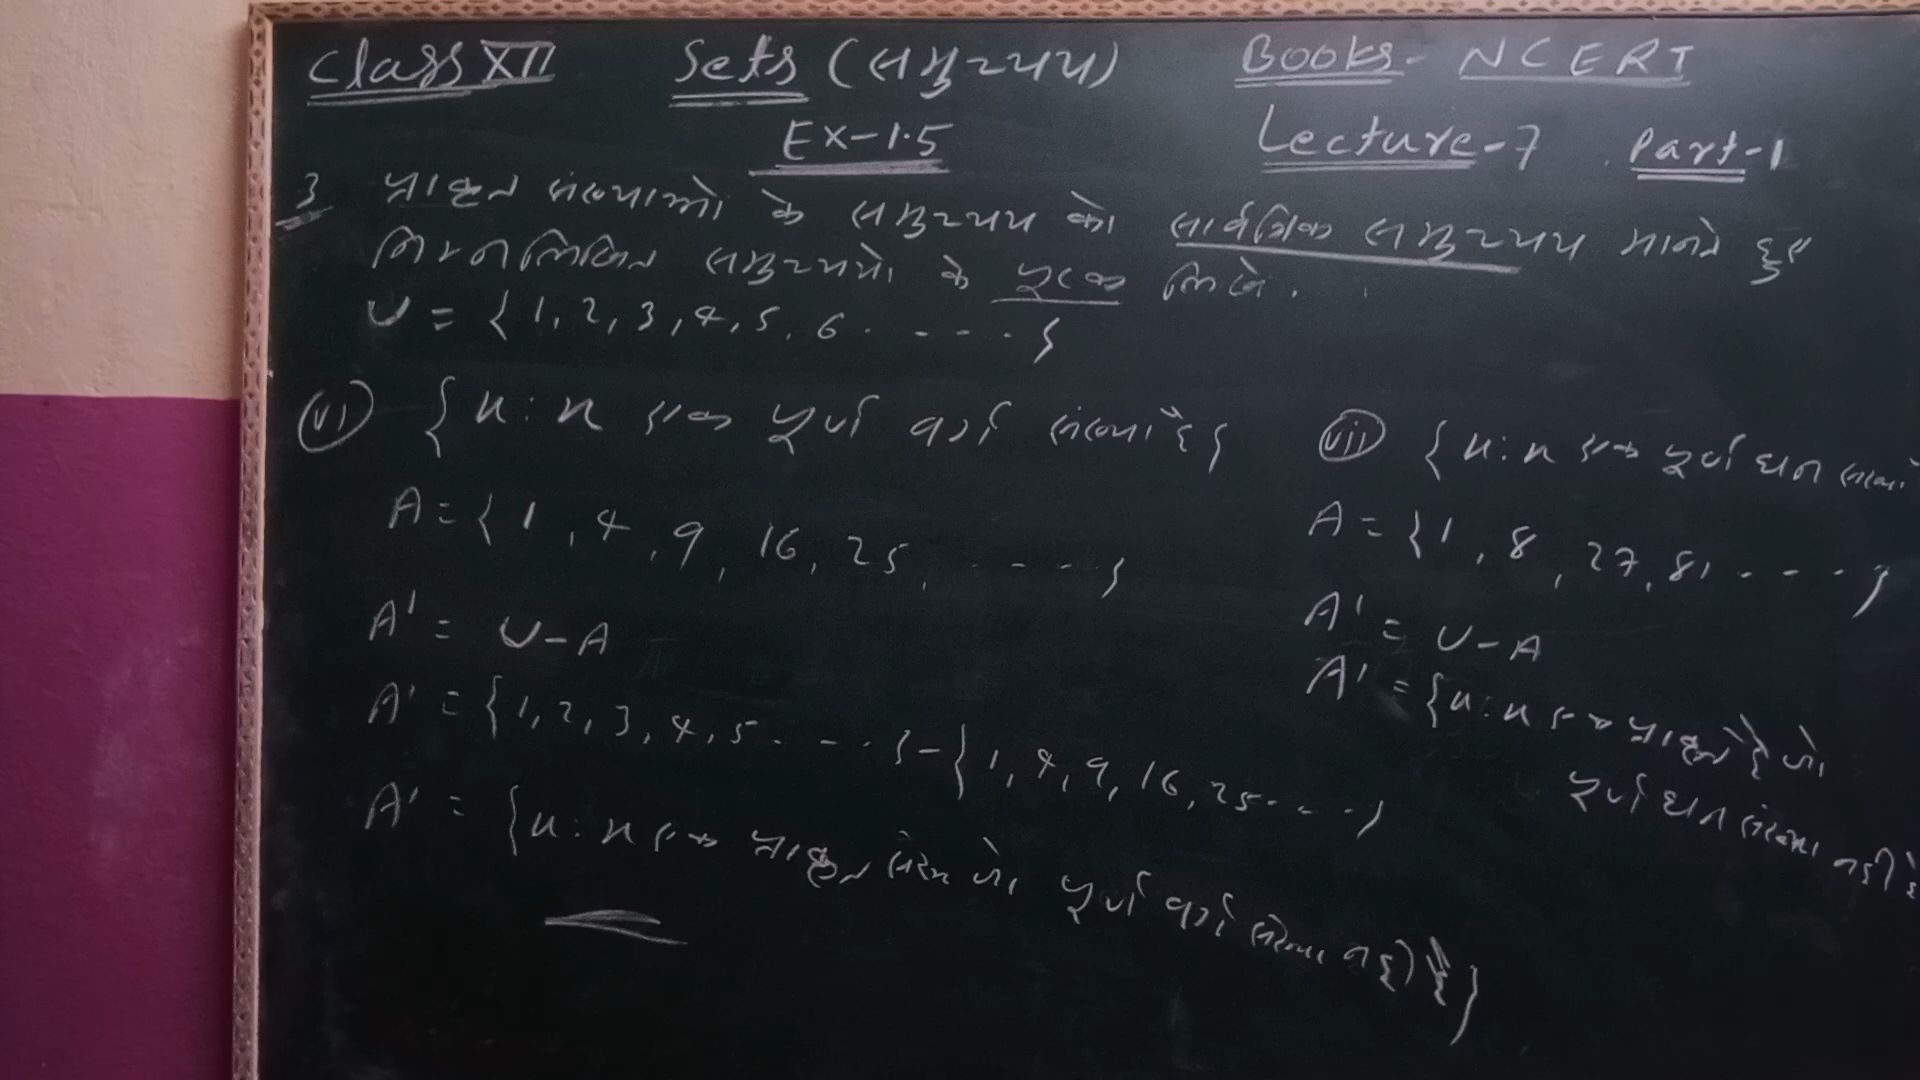 Class XII Sets (समुच्चय) Books - NCERT
Ex-1.5 Lecture-7 Part-1
3 प्राकृत संख्याओं के समुच्चय को सार्वत्रिक समुच्चय मानते हुए
निम्नलिखित समुच्चयों के पूरक लिखो.
U = {1, 2, 3, 4, 5, 6 . - - - . }
(vi) {x : x एक पूर्ण वर्ग संख्या है}
A = {1, 4, 9, 16, 25, . - - - . }
A' = U - A
A' = {1, 2, 3, 4, 5 . - - - } - {1, 4, 9, 16, 25 . - - . }
A' = {x : x एक प्राकृत संख्या जो पूर्ण वर्ग संख्या नहीं है}
(vii) {x : x एक पूर्ण घन संख्या
A = {1, 8, 27, 81 . - - - }
A' = U - A
A' = {x : x एक प्राकृत है जो
पूर्ण घन संख्या नहीं है